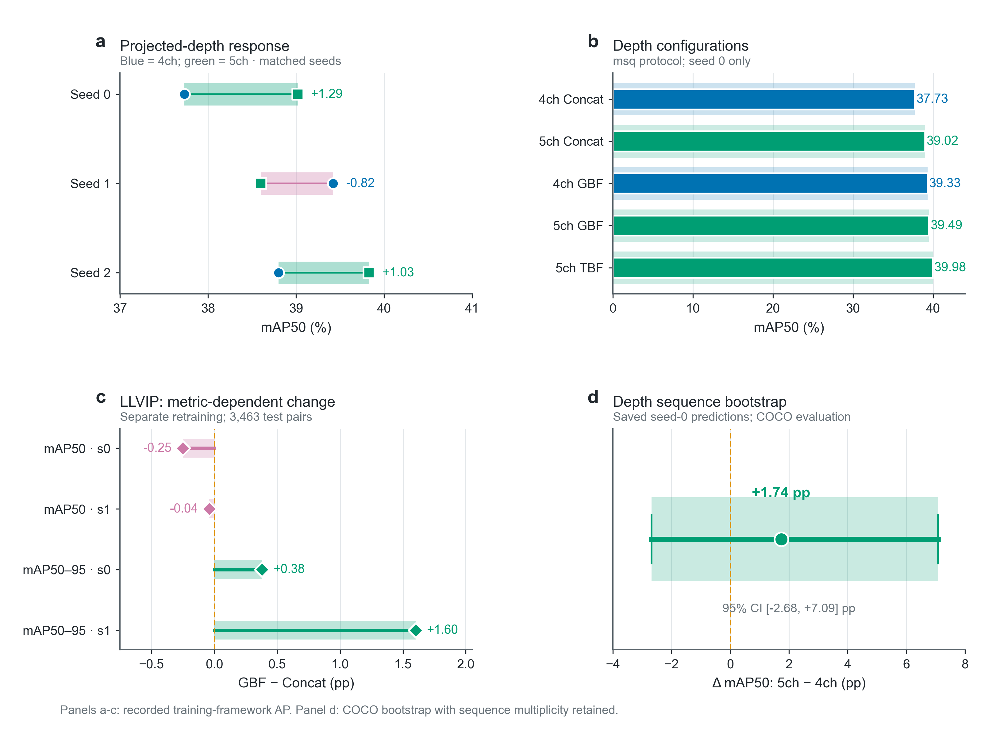 a
Projected-depth response
Blue = 4ch; green = 5ch · matched seeds
Seed 0
+1.29
Seed 1
-0.82
Seed 2
+1.03
37 38 39 40 41
mAP50 (%)
b
Depth configurations
msq protocol; seed 0 only
4ch Concat
37.73
5ch Concat
39.02
4ch GBF
39.33
5ch GBF
39.49
5ch TBF
39.98
0 10 20 30 40
mAP50 (%)
c
LLVIP: metric-dependent change
Separate retraining; 3,463 test pairs
mAP50 · s0
-0.25
mAP50 · s1
-0.04
mAP50–95 · s0
+0.38
mAP50–95 · s1
+1.60
−0.5 0.0 0.5 1.0 1.5 2.0
GBF − Concat (pp)
d
Depth sequence bootstrap
Saved seed-0 predictions; COCO evaluation
+1.74 pp
95% CI [-2.68, +7.09] pp
−4 −2 0 2 4 6 8
Δ mAP50: 5ch − 4ch (pp)
Panels a-c: recorded training-framework AP. Panel d: COCO bootstrap with sequence multiplicity retained.